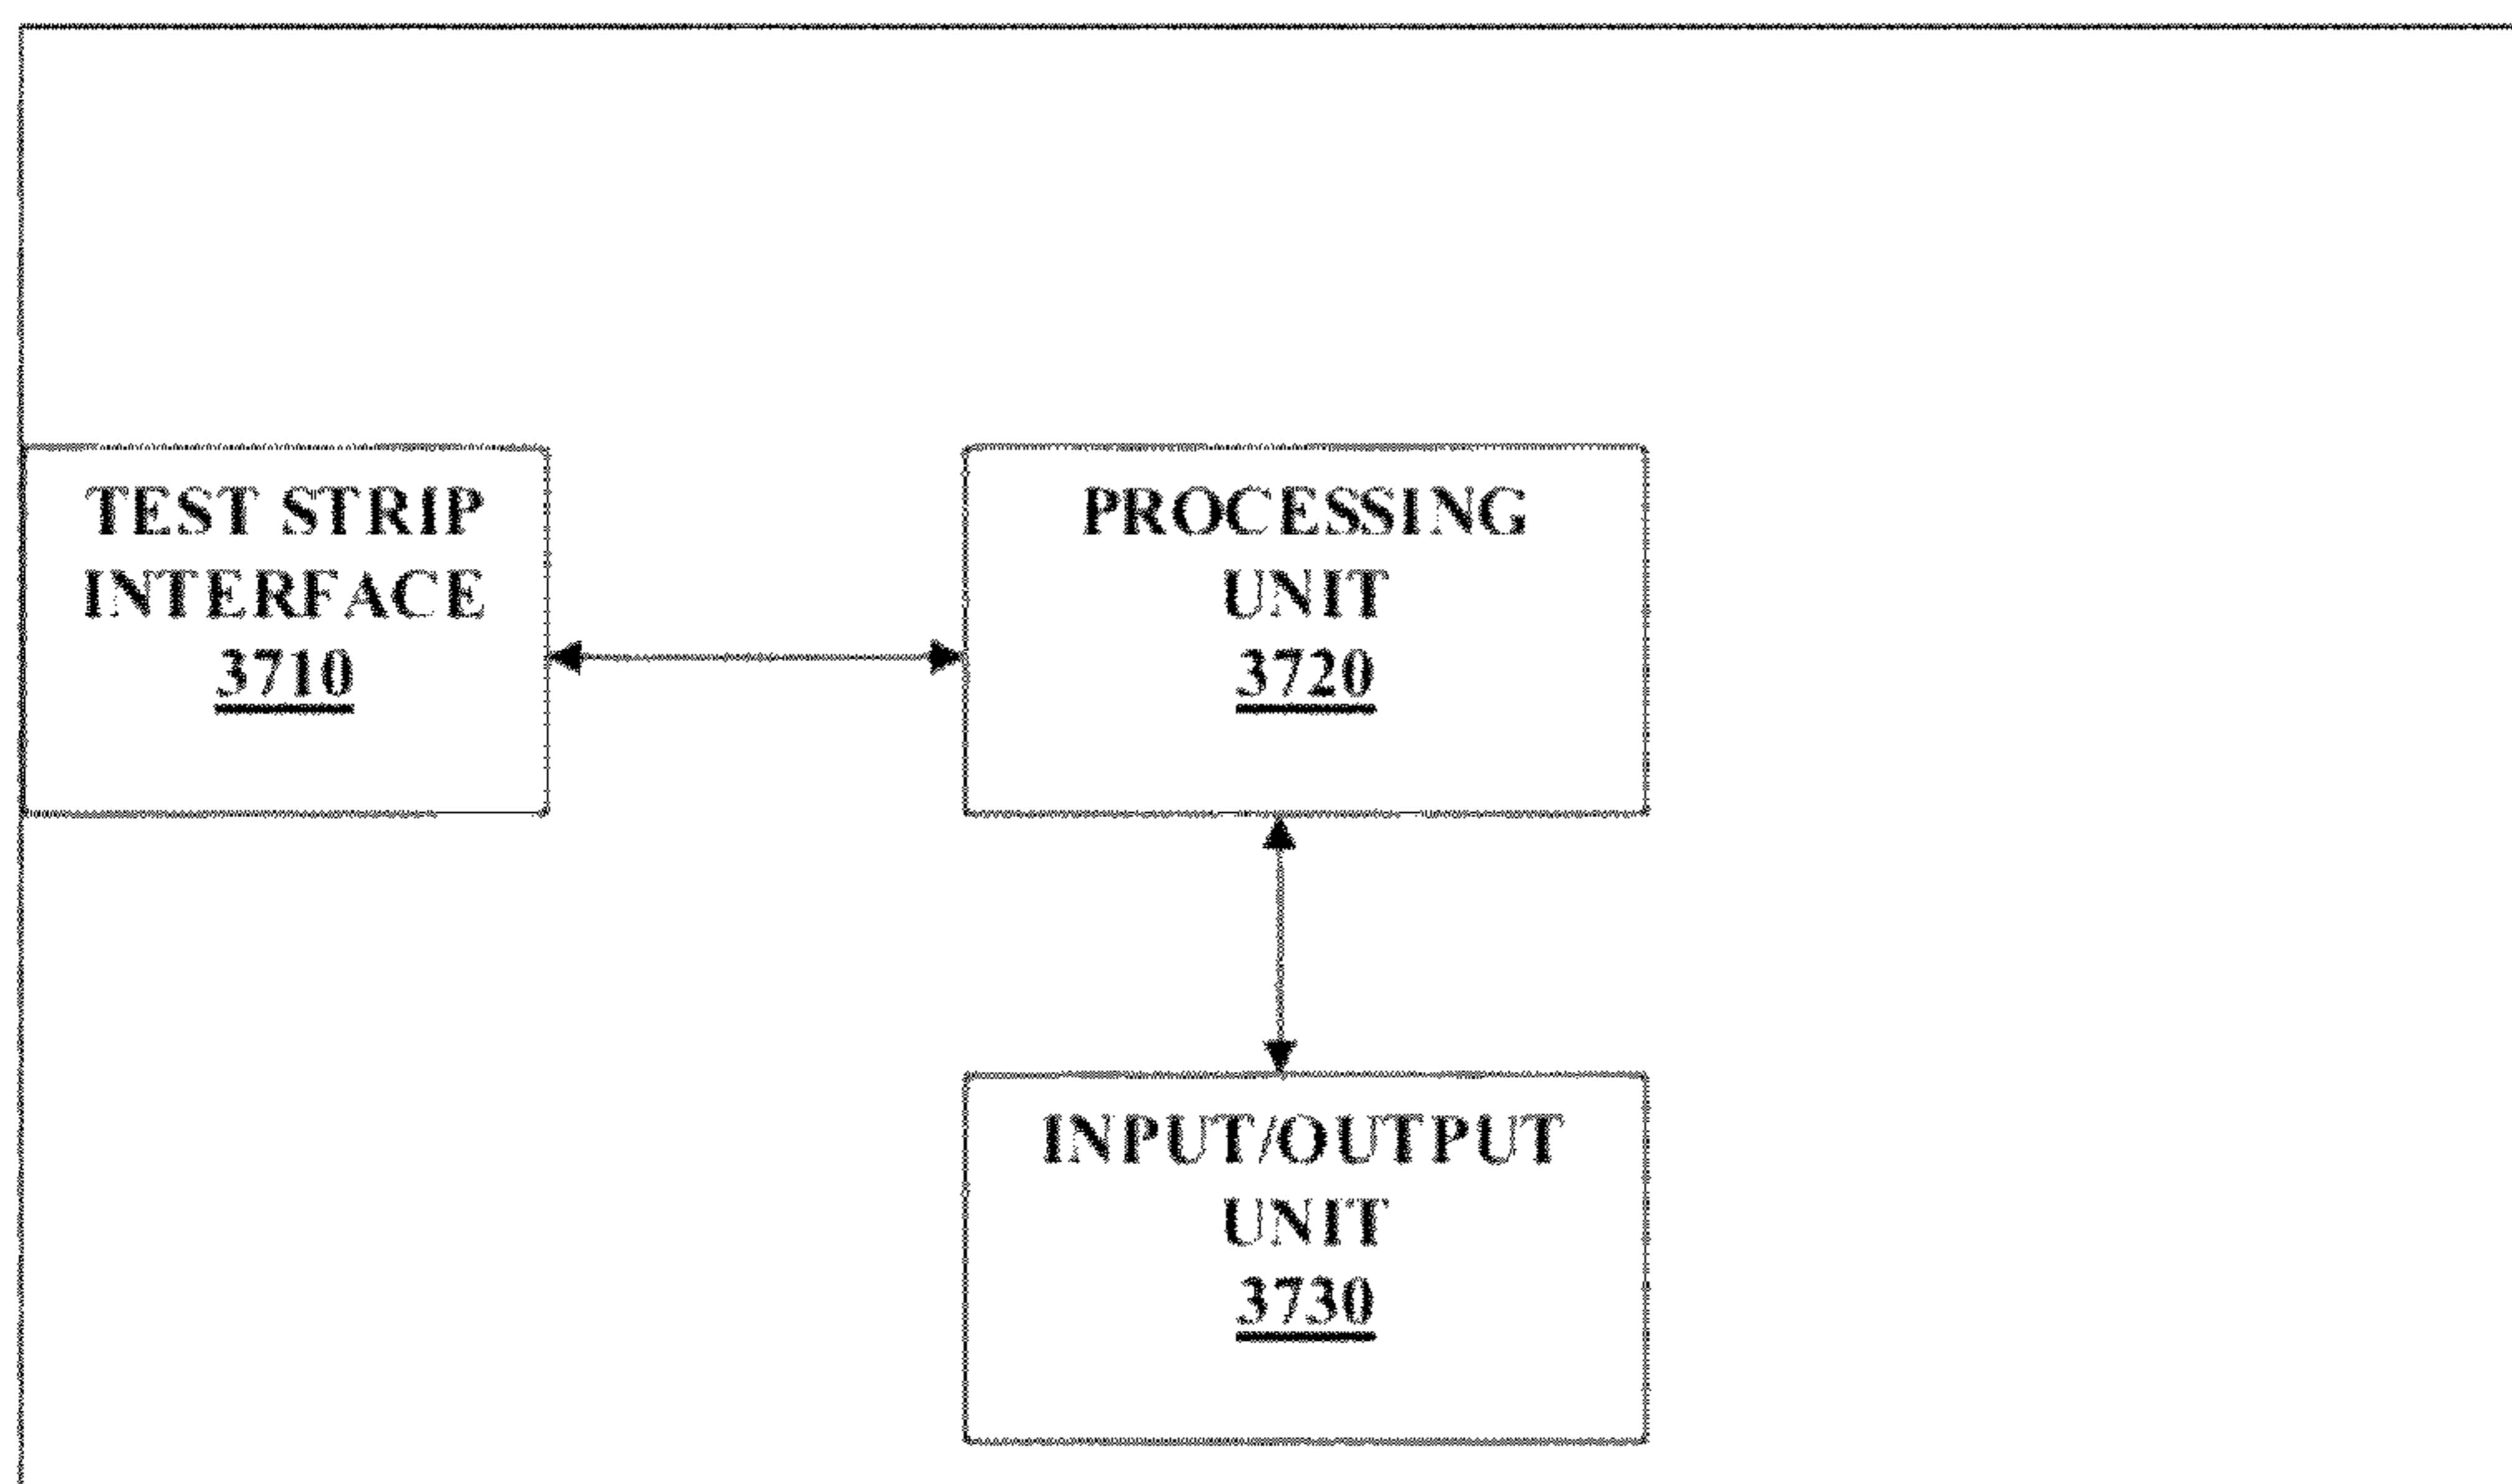 TEST STRIP
INTERFACE
3710
PROCESSING
UNIT
3720
INPUT/OUTPUT
UNIT
3730